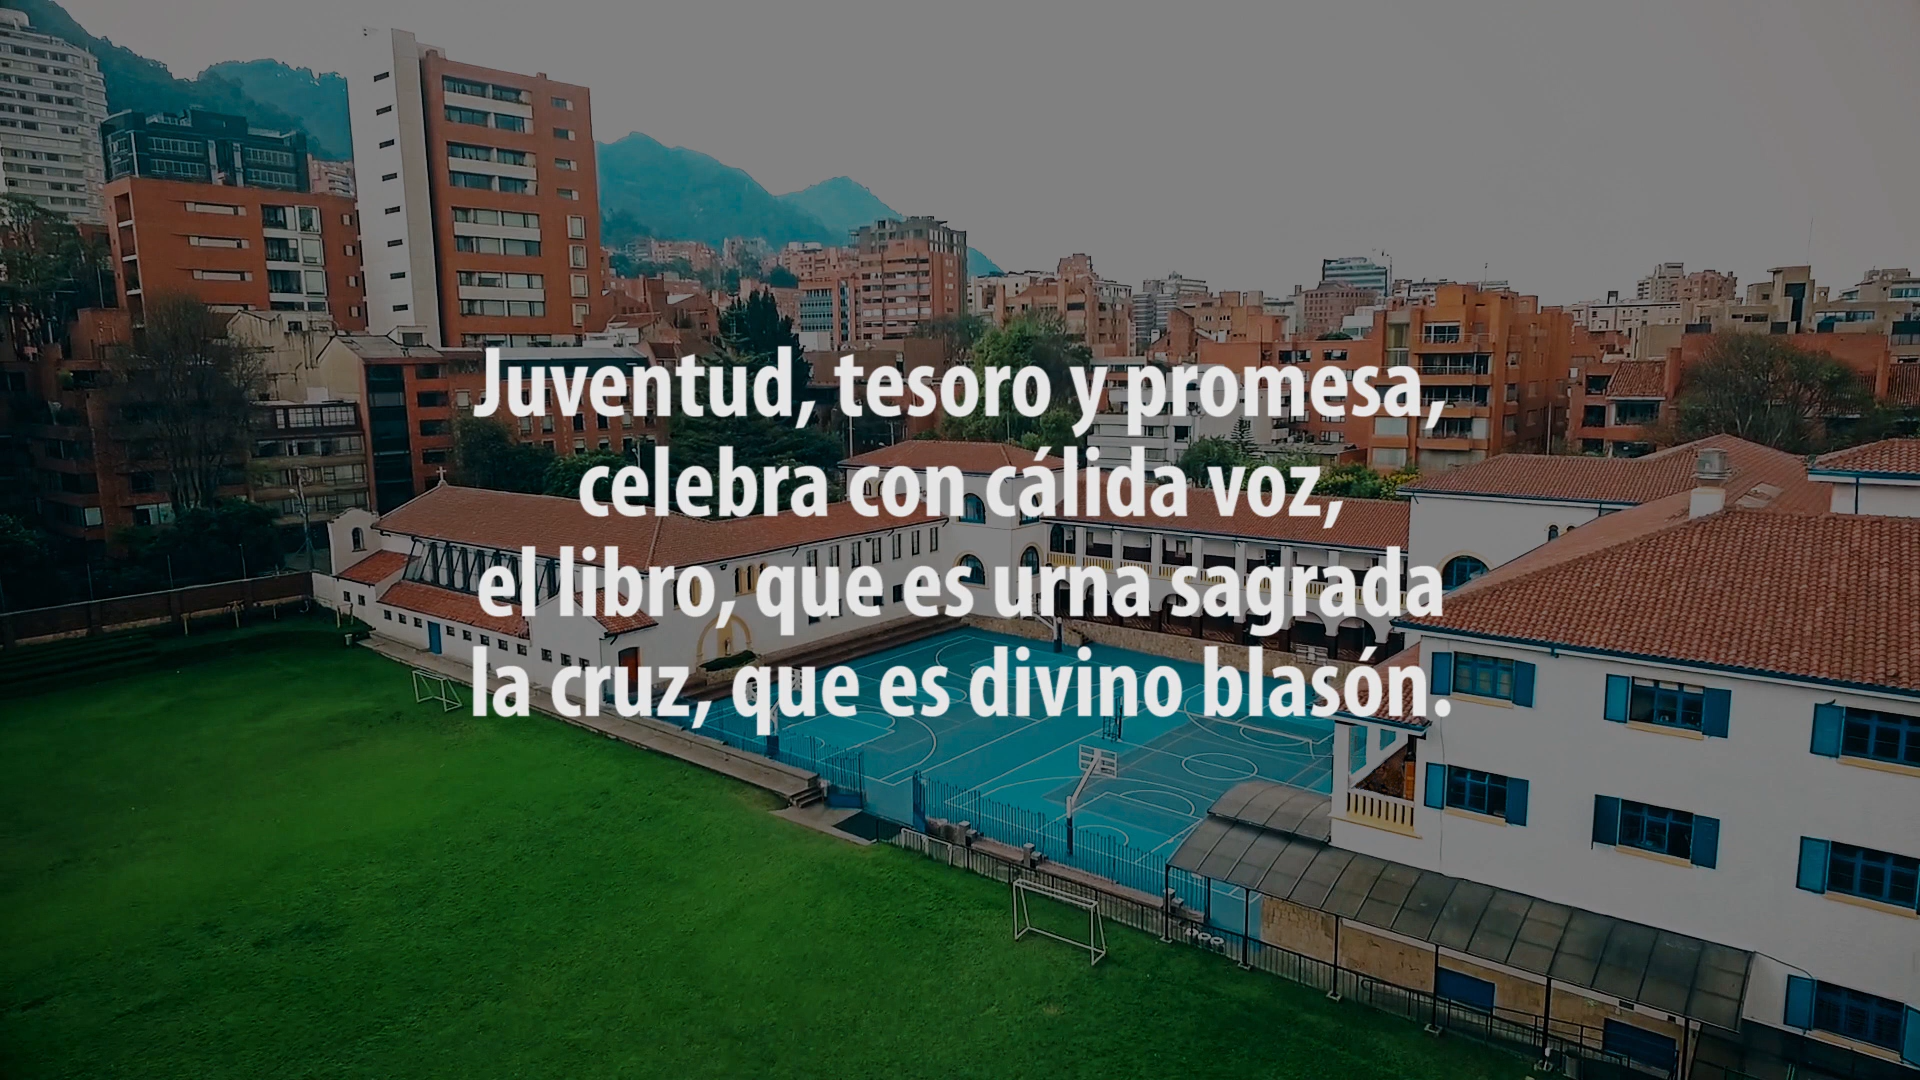 Juventud, tesoro y promesa,
celebra con cálida voz,
el libro, que es urna sagrada
la cruz, que es divino blasón.